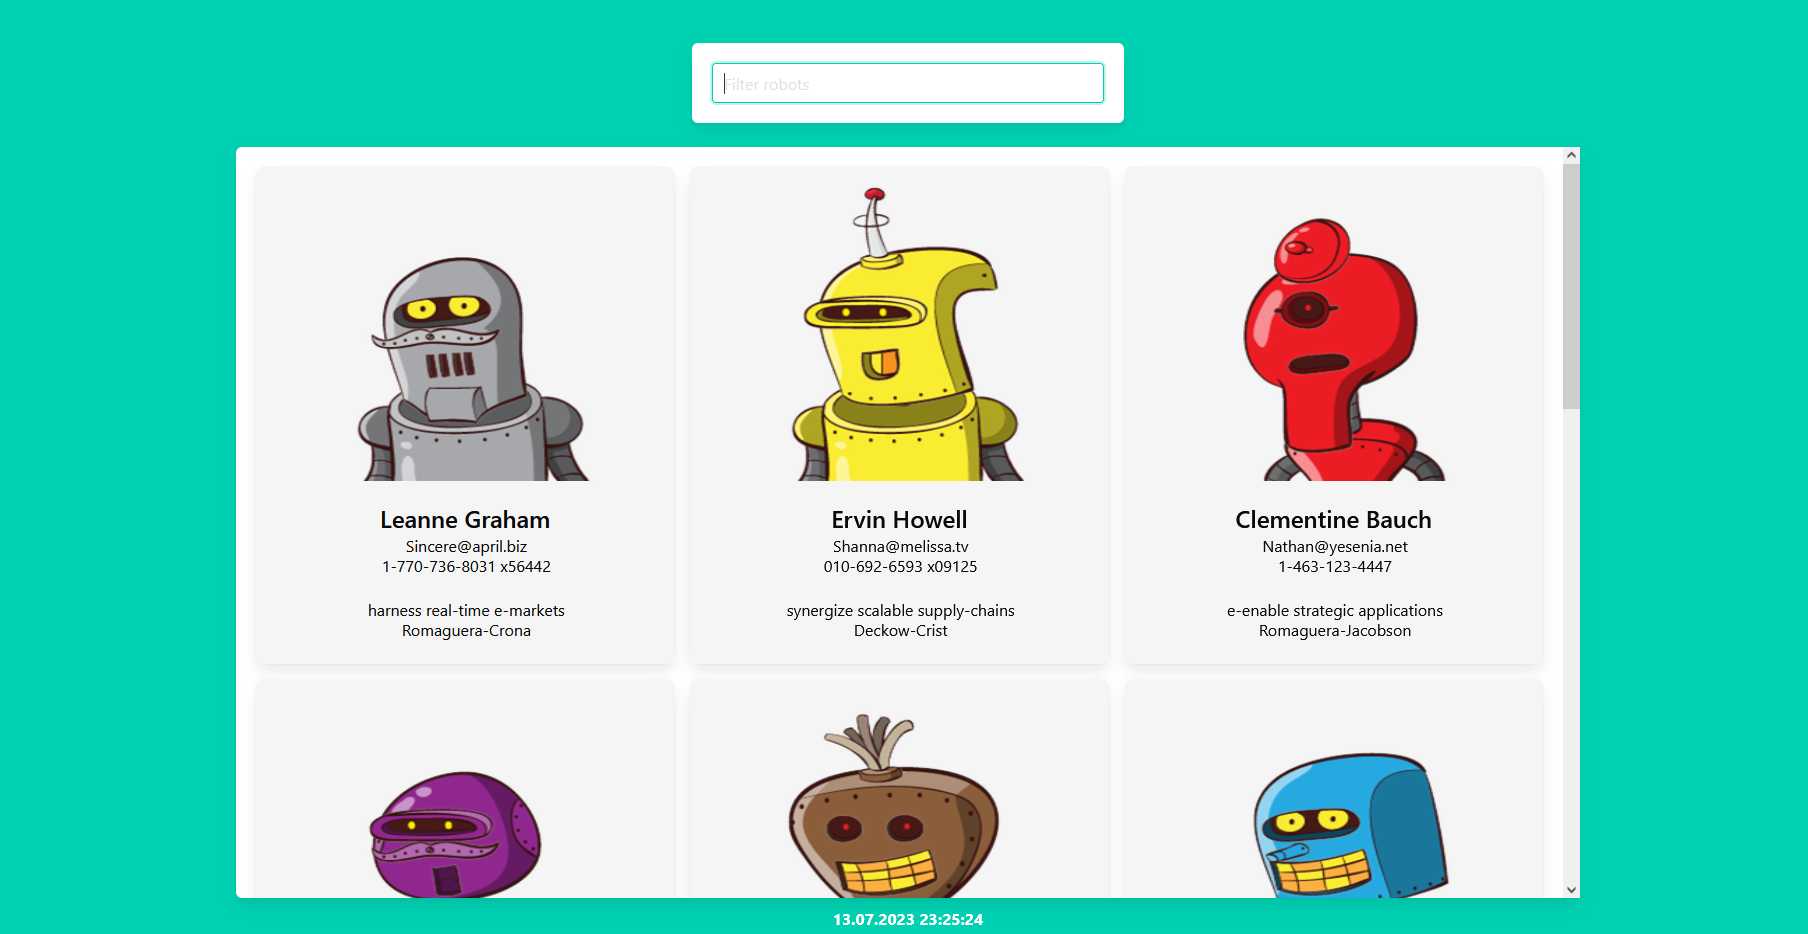 Filter robots
Leanne Graham
Sincere@april.biz
1-770-736-8031 x56442
harness real-time e-markets
Romaguera-Crona
Ervin Howell
Shanna@melissa.tv
010-692-6593 x09125
synergize scalable supply-chains
Deckow-Crist
Clementine Bauch
Nathan@yesenia.net
1-463-123-4447
e-enable strategic applications
Romaguera-Jacobson
13.07.2023 23:25:24